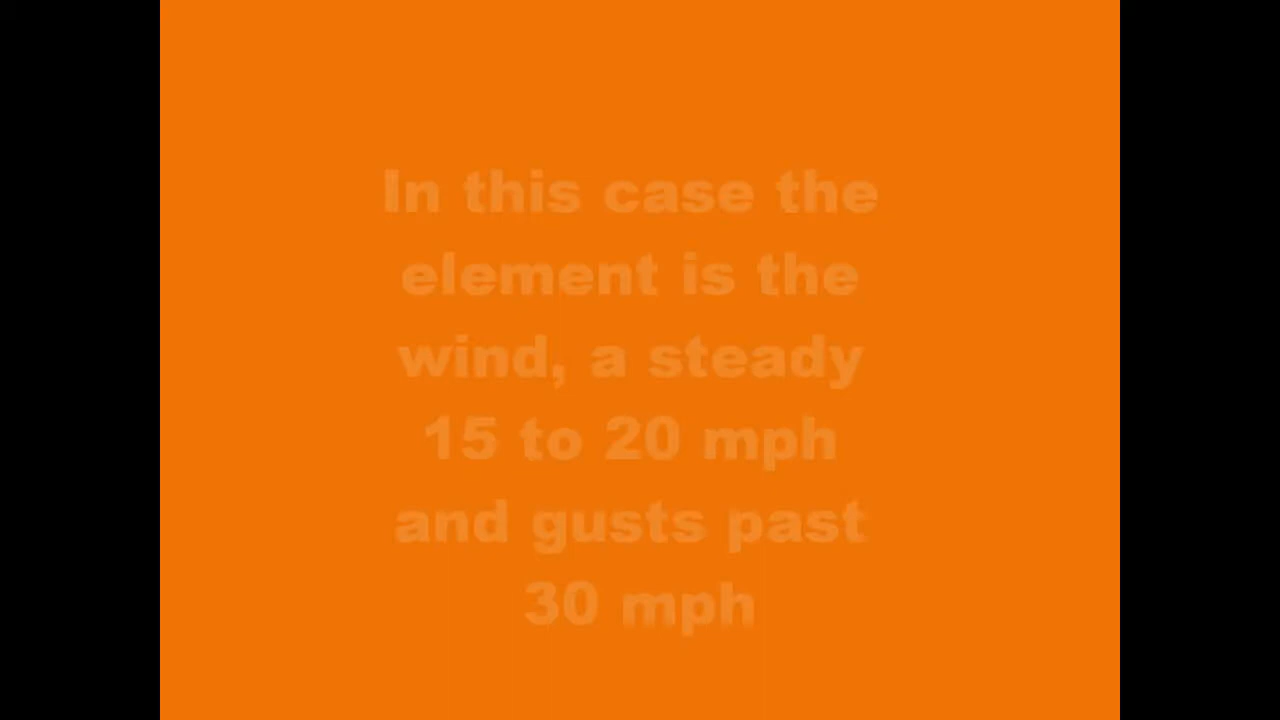 In this case the
element is the
wind, a steady
15 to 20 mph
and gusts past
30 mph